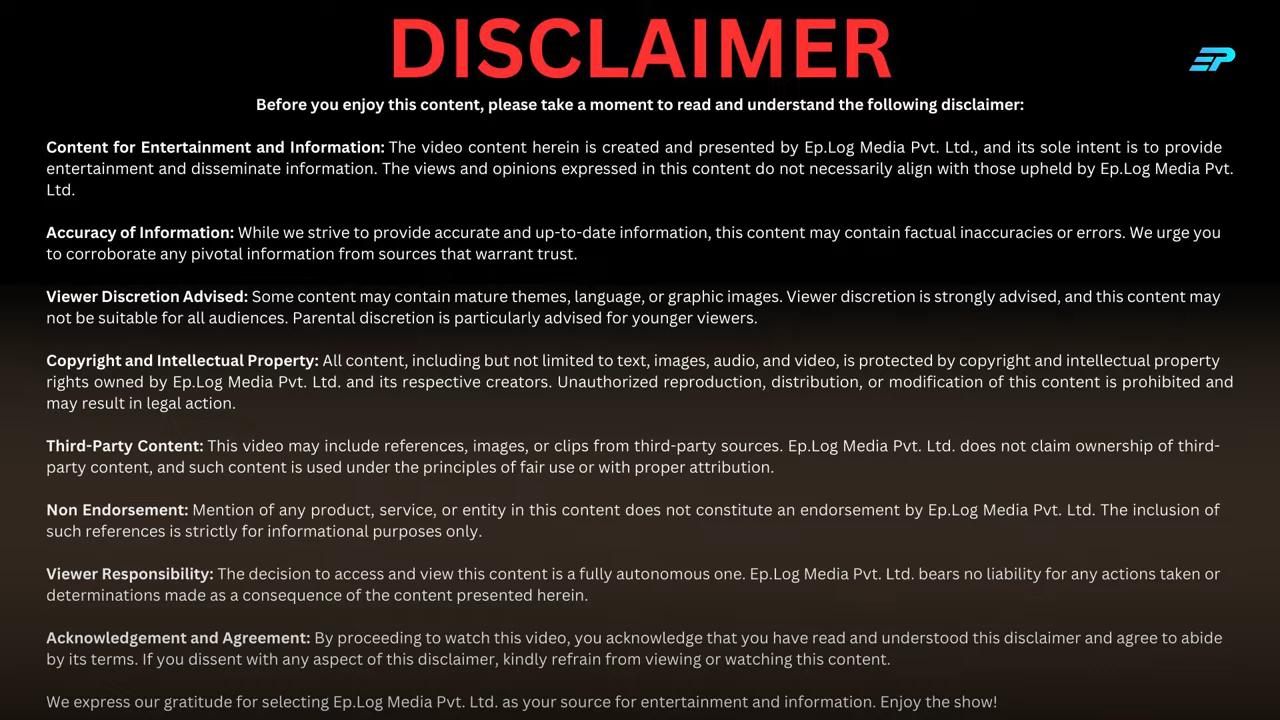 DISCLAIMER
EP
Before you enjoy this content, please take a moment to read and understand the following disclaimer:
Content for Entertainment and Information: The video content herein is created and presented by Ep.Log Media Pvt. Ltd., and its sole intent is to provide
entertainment and disseminate information. The views and opinions expressed in this content do not necessarily align with those upheld by Ep.Log Media Pvt.
Ltd.
Accuracy of Information: While we strive to provide accurate and up-to-date information, this content may contain factual inaccuracies or errors. We urge you
to corroborate any pivotal information from sources that warrant trust.
Viewer Discretion Advised: Some content may contain mature themes, language, or graphic images. Viewer discretion is strongly advised, and this content may
not be suitable for all audiences. Parental discretion is particularly advised for younger viewers.
Copyright and Intellectual Property: All content, including but not limited to text, images, audio, and video, is protected by copyright and intellectual property
rights owned by Ep.Log Media Pvt. Ltd. and its respective creators. Unauthorized reproduction, distribution, or modification of this content is prohibited and
may result in legal action.
Third-Party Content: This video may include references, images, or clips from third-party sources. Ep.Log Media Pvt. Ltd. does not claim ownership of third-
party content, and such content is used under the principles of fair use or with proper attribution.
Non Endorsement: Mention of any product, service, or entity in this content does not constitute an endorsement by Ep.Log Media Pvt. Ltd. The inclusion of
such references is strictly for informational purposes only.
Viewer Responsibility: The decision to access and view this content is a fully autonomous one. Ep.Log Media Pvt. Ltd. bears no liability for any actions taken or
determinations made as a consequence of the content presented herein.
Acknowledgement and Agreement: By proceeding to watch this video, you acknowledge that you have read and understood this disclaimer and agree to abide
by its terms. If you dissent with any aspect of this disclaimer, kindly refrain from viewing or watching this content.
We express our gratitude for selecting Ep.Log Media Pvt. Ltd. as your source for entertainment and information. Enjoy the show!